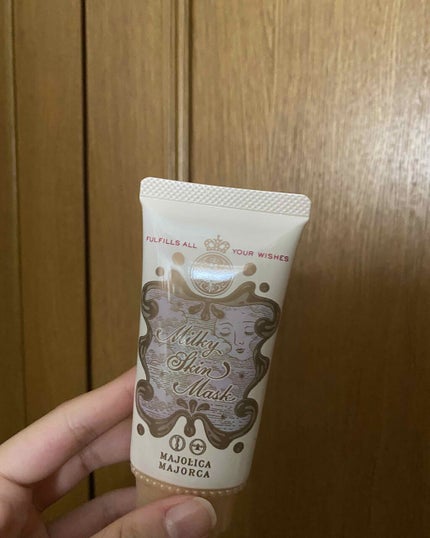 FULFILLS ALL YOUR WISHES
Milky
Skin
Mask
MAJOLICA
MAJORCA